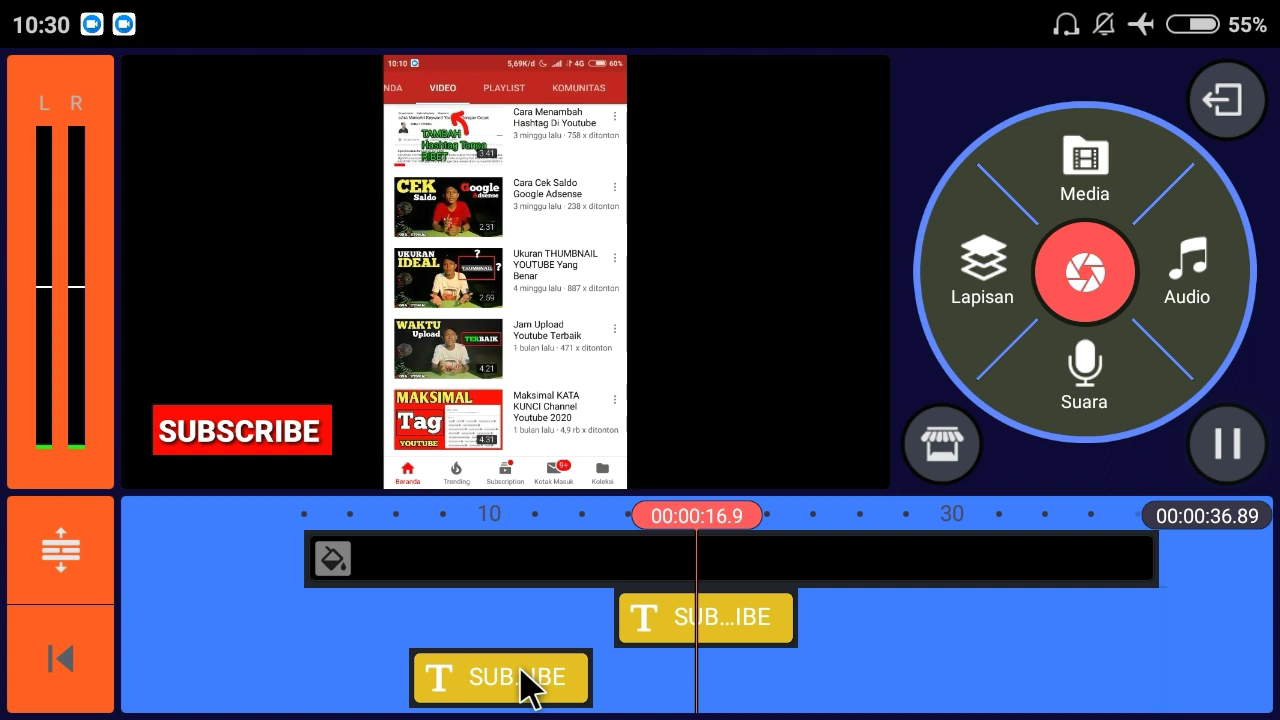 10:30
55%
L R
10:10
5,69K/d
4G
60%
NDA VIDEO PLAYLIST KOMUNITAS
TAMBAH
Hashtag Tanpa
RIBET
3:41
Cara Menambah
Hashtag Di Youtube
3 minggu lalu · 758 x ditonton
CEK
Saldo
Google
Adsense
2:31
Cara Cek Saldo
Google Adsense
3 minggu lalu · 238 x ditonton
UKURAN
IDEAL
?
THUMBNAIL
?
2:59
Ukuran THUMBNAIL
YOUTUBE Yang
Benar
4 minggu lalu · 887 x ditonton
WAKTU
Upload
TERBAIK
4:21
Jam Upload
Youtube Terbaik
1 bulan lalu · 471 x ditonton
MAKSIMAL
Tag
YOUTUBE
4:31
Maksimal KATA
KUNCI Channel
Youtube 2020
1 bulan lalu · 4,9 rb x ditonton
9+
Beranda Trending Subscription Kotak Masuk Koleksi
SUBSCRIBE
Media
Lapisan
Audio
Suara
10
00:00:16.9
30
00:00:36.89
T SUB...IBE
T SUB...IBE